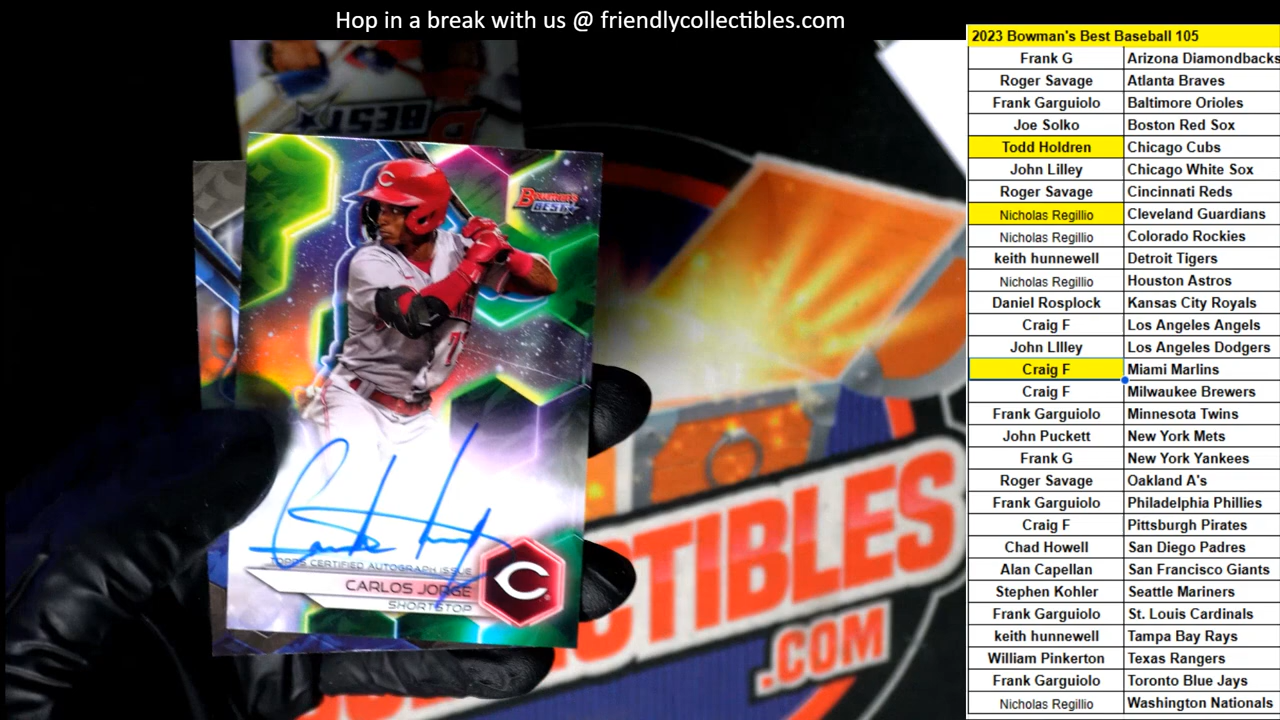 Hop in a break with us @ friendlycollectibles.com
2023 Bowman's Best Baseball 105
Frank G Arizona Diamondbacks
Roger Savage Atlanta Braves
Frank Garguiolo Baltimore Orioles
Joe Solko Boston Red Sox
Todd Holdren Chicago Cubs
John Lilley Chicago White Sox
Roger Savage Cincinnati Reds
Nicholas Regillio Cleveland Guardians
Nicholas Regillio Colorado Rockies
keith hunnewell Detroit Tigers
Nicholas Regillio Houston Astros
Daniel Rosplock Kansas City Royals
Craig F Los Angeles Angels
John LIlley Los Angeles Dodgers
Craig F Miami Marlins
Craig F Milwaukee Brewers
Frank Garguiolo Minnesota Twins
John Puckett New York Mets
Frank G New York Yankees
Roger Savage Oakland A's
Frank Garguiolo Philadelphia Phillies
Craig F Pittsburgh Pirates
Chad Howell San Diego Padres
Alan Capellan San Francisco Giants
Stephen Kohler Seattle Mariners
Frank Garguiolo St. Louis Cardinals
keith hunnewell Tampa Bay Rays
William Pinkerton Texas Rangers
Frank Garguiolo Toronto Blue Jays
Nicholas Regillio Washington Nationals
BEST
Bowman's
BEST
C
TOPPS CERTIFIED AUTOGRAPH ISSUE
CARLOS JORGE
SHORTSTOP
C
CTIBLES
.COM